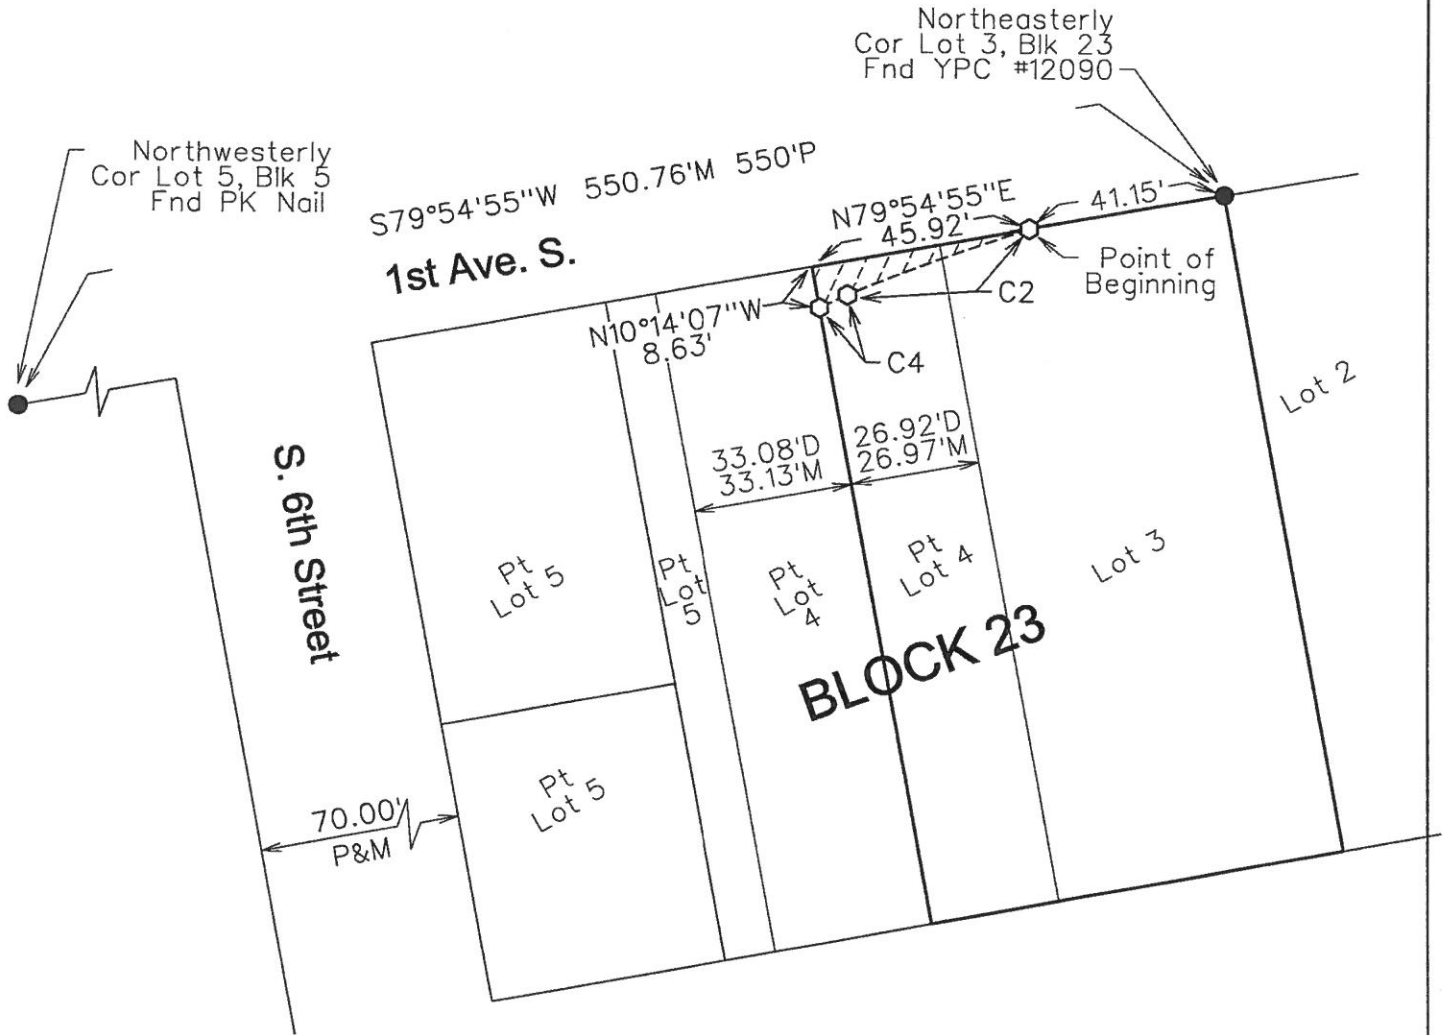 Northeasterly
Cor Lot 3, Blk 23
Fnd YPC #12090
Northwesterly
Cor Lot 5, Blk 5
Fnd PK Nail
S79°54'55"W 550.76'M 550'P
1st Ave. S.
N79°54'55"E
45.92'
41.15'
Point of
Beginning
C2
N10°14'07"W
8.63'
C4
Lot 2
S. 6th Street
33.08'D
33.13'M
26.92'D
26.97'M
Pt
Lot 5
Pt
Lot
5
Pt
Lot
4
Pt
Lot 4
Lot 3
BLOCK 23
Pt
Lot 5
70.00'
P&M